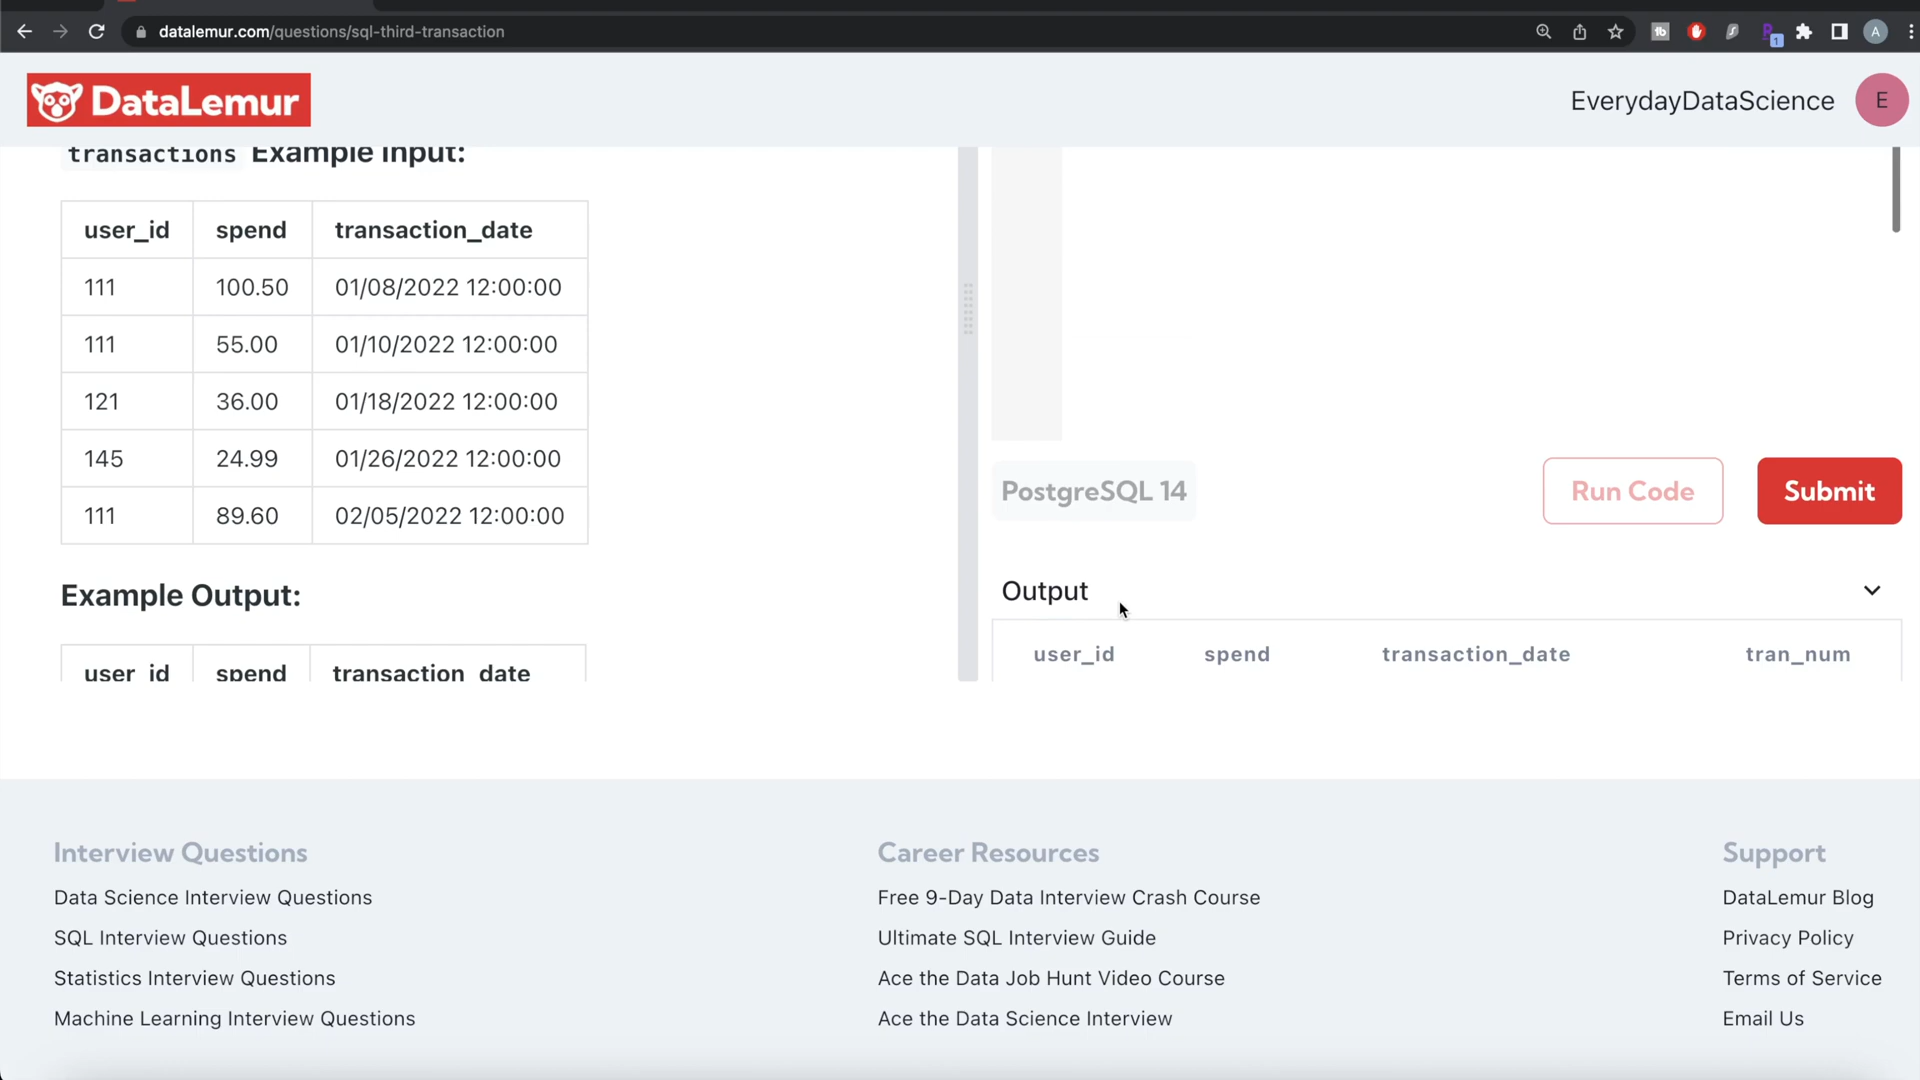 datalemur.com/questions/sql-third-transaction
tb
1
A
DataLemur
EverydayDataScience
E
transactions Example Input:
user_id spend transaction_date
111 100.50 01/08/2022 12:00:00
111 55.00 01/10/2022 12:00:00
121 36.00 01/18/2022 12:00:00
145 24.99 01/26/2022 12:00:00
111 89.60 02/05/2022 12:00:00
Example Output:
user_id spend transaction_date
PostgreSQL 14
Run Code
Submit
Output
user_id spend transaction_date tran_num
Interview Questions
Data Science Interview Questions
SQL Interview Questions
Statistics Interview Questions
Machine Learning Interview Questions
Career Resources
Free 9-Day Data Interview Crash Course
Ultimate SQL Interview Guide
Ace the Data Job Hunt Video Course
Ace the Data Science Interview
Support
DataLemur Blog
Privacy Policy
Terms of Service
Email Us